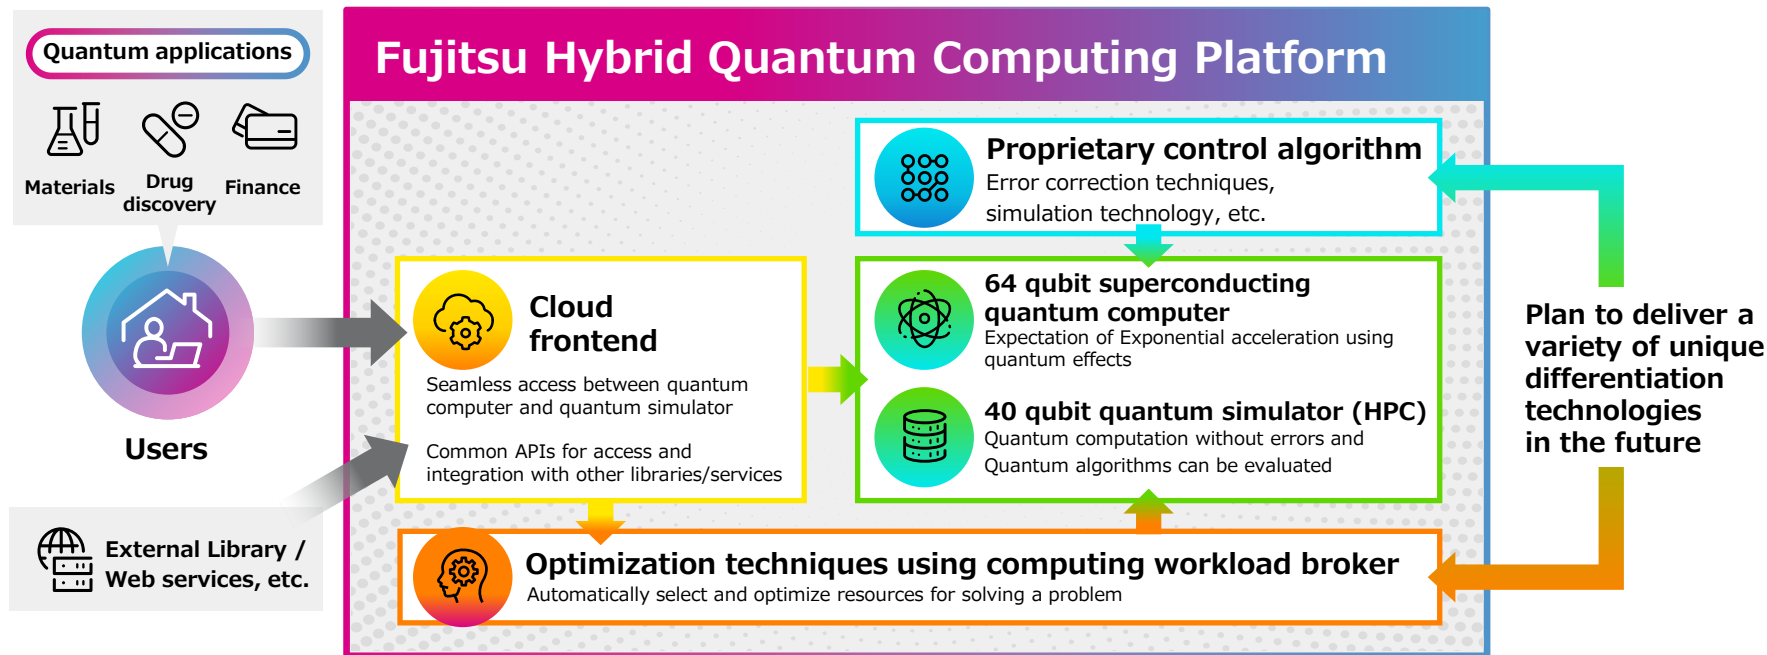 Quantum applications
Materials
Drug
discovery
Finance
Users
External Library /
Web services, etc.
Fujitsu Hybrid Quantum Computing Platform
Cloud
frontend
Seamless access between quantum
computer and quantum simulator
Common APIs for access and
integration with other libraries/services
Proprietary control algorithm
Error correction techniques,
simulation technology, etc.
64 qubit superconducting
quantum computer
Expectation of Exponential acceleration using
quantum effects
40 qubit quantum simulator (HPC)
Quantum computation without errors and
Quantum algorithms can be evaluated
Optimization techniques using computing workload broker
Automatically select and optimize resources for solving a problem
Plan to deliver a
variety of unique
differentiation
technologies
in the future